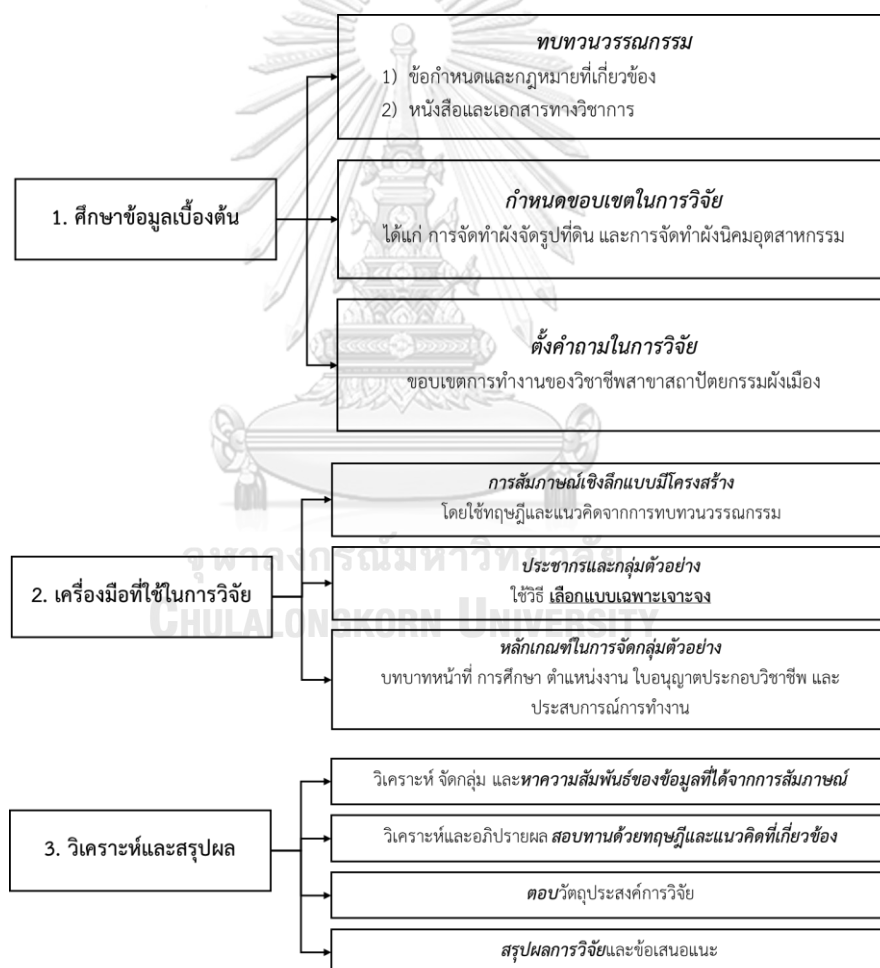 ทบทวนวรรณกรรม
1) ข้อกำหนดและกฎหมายที่เกี่ยวข้อง
2) หนังสือและเอกสารทางวิชาการ
1. ศึกษาข้อมูลเบื้องต้น
กำหนดขอบเขตในการวิจัย
ได้แก่ การจัดทำผังจัดรูปที่ดิน และการจัดทำผังนิคมอุตสาหกรรม
ตั้งคำถามในการวิจัย
ขอบเขตการทำงานของวิชาชีพสาขาสถาปัตยกรรมผังเมือง
การสัมภาษณ์เชิงลึกแบบมีโครงสร้าง
โดยใช้ทฤษฎีและแนวคิดจากการทบทวนวรรณกรรม
จุฬาลงกรณ์มหาวิทยาลัย
2. เครื่องมือที่ใช้ในการวิจัย
ประชากรและกลุ่มตัวอย่าง
ใช้วิธี เลือกแบบเฉพาะเจาะจง
CHULALONGKORN UNIVERSITY
หลักเกณฑ์ในการจัดกลุ่มตัวอย่าง
บทบาทหน้าที่ การศึกษา ตำแหน่งงาน ใบอนุญาตประกอบวิชาชีพ และ
ประสบการณ์การทำงาน
วิเคราะห์ จัดกลุ่ม และหาความสัมพันธ์ของข้อมูลที่ได้จากการสัมภาษณ์
3. วิเคราะห์และสรุปผล
วิเคราะห์และอภิปรายผล สอบทานด้วยทฤษฎีและแนวคิดที่เกี่ยวข้อง
ตอบวัตถุประสงค์การวิจัย
สรุปผลการวิจัยและข้อเสนอแนะ